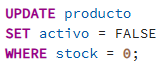 UPDATE producto
SET activo = FALSE
WHERE stock = 0;